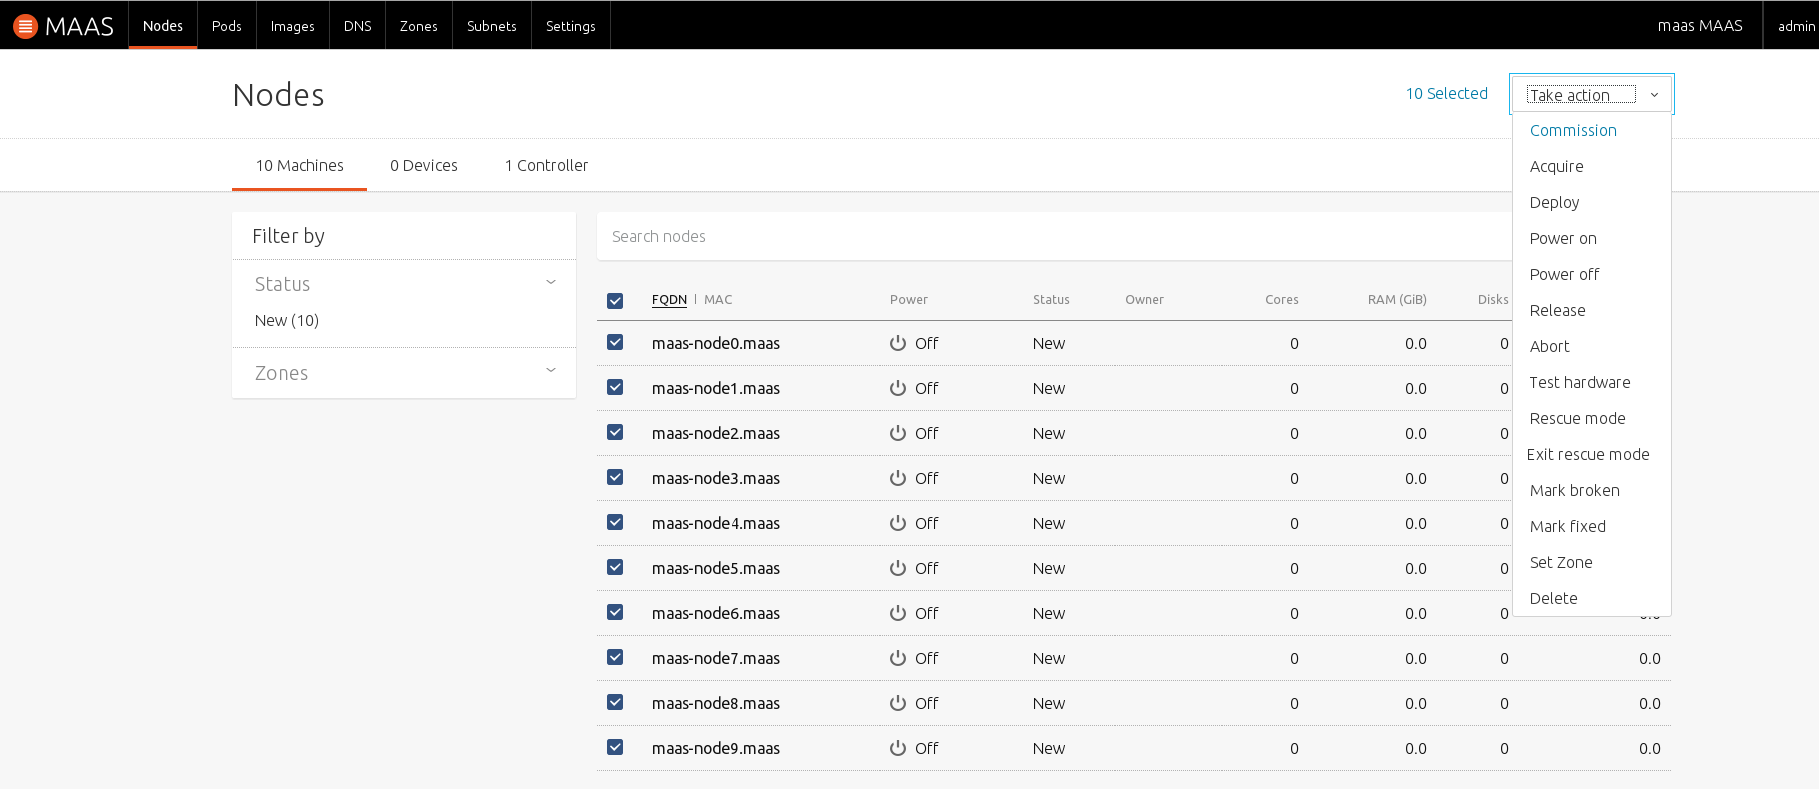 MAAS Nodes Pods Images DNS Zones Subnets Settings maas MAAS admin
Nodes 10 Selected Take action
10 Machines 0 Devices 1 Controller
Commission
Acquire
Deploy
Power on
Power off
Release
Abort
Test hardware
Rescue mode
Exit rescue mode
Mark broken
Mark fixed
Set Zone
Delete
Filter by
Status
New (10)
Zones
Search nodes
FQDN | MAC Power Status Owner Cores RAM (GiB) Disks
maas-node0.maas Off New 0 0.0 0
maas-node1.maas Off New 0 0.0 0
maas-node2.maas Off New 0 0.0 0
maas-node3.maas Off New 0 0.0 0
maas-node4.maas Off New 0 0.0 0
maas-node5.maas Off New 0 0.0 0
maas-node6.maas Off New 0 0.0 0 0.0
maas-node7.maas Off New 0 0.0 0 0.0
maas-node8.maas Off New 0 0.0 0 0.0
maas-node9.maas Off New 0 0.0 0 0.0